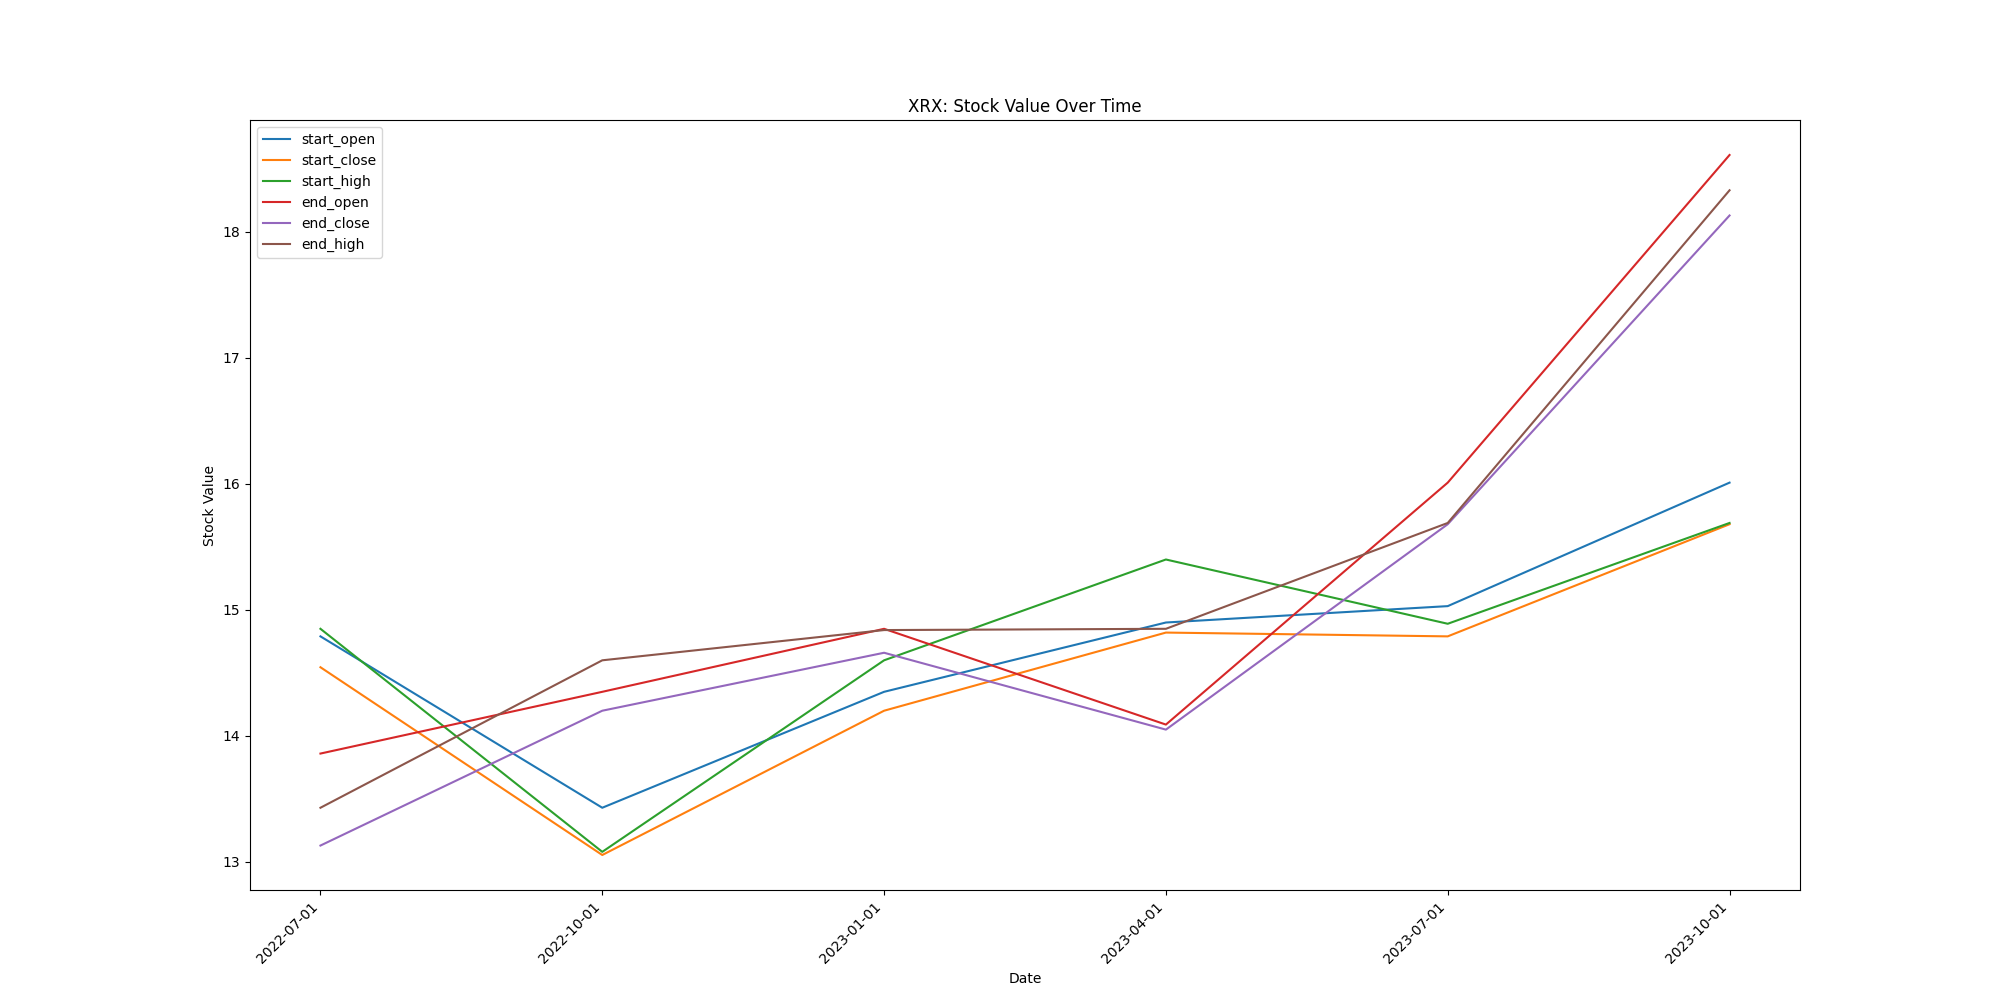 XRX: Stock Value Over Time
start_open
start_close
start_high
end_open
end_close
end_high
Stock Value
18
17
16
15
14
13
2022-07-01
2022-10-01
2023-01-01
2023-04-01
2023-07-01
2023-10-01
Date